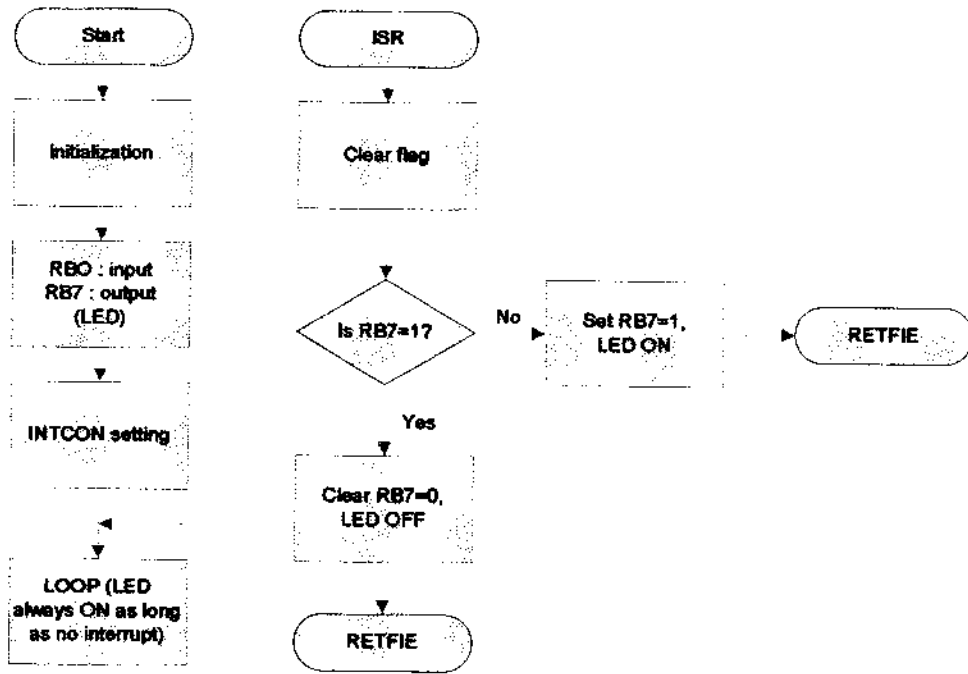 Start
Initialization
RBO : input
RB7 : output
(LED)
INTCON setting
LOOP (LED
always ON as long
as no interrupt)
ISR
Clear flag
Is RB7=1?
No
Set RB7=1,
LED ON
RETFIE
Yes
Clear RB7=0,
LED OFF
RETFIE